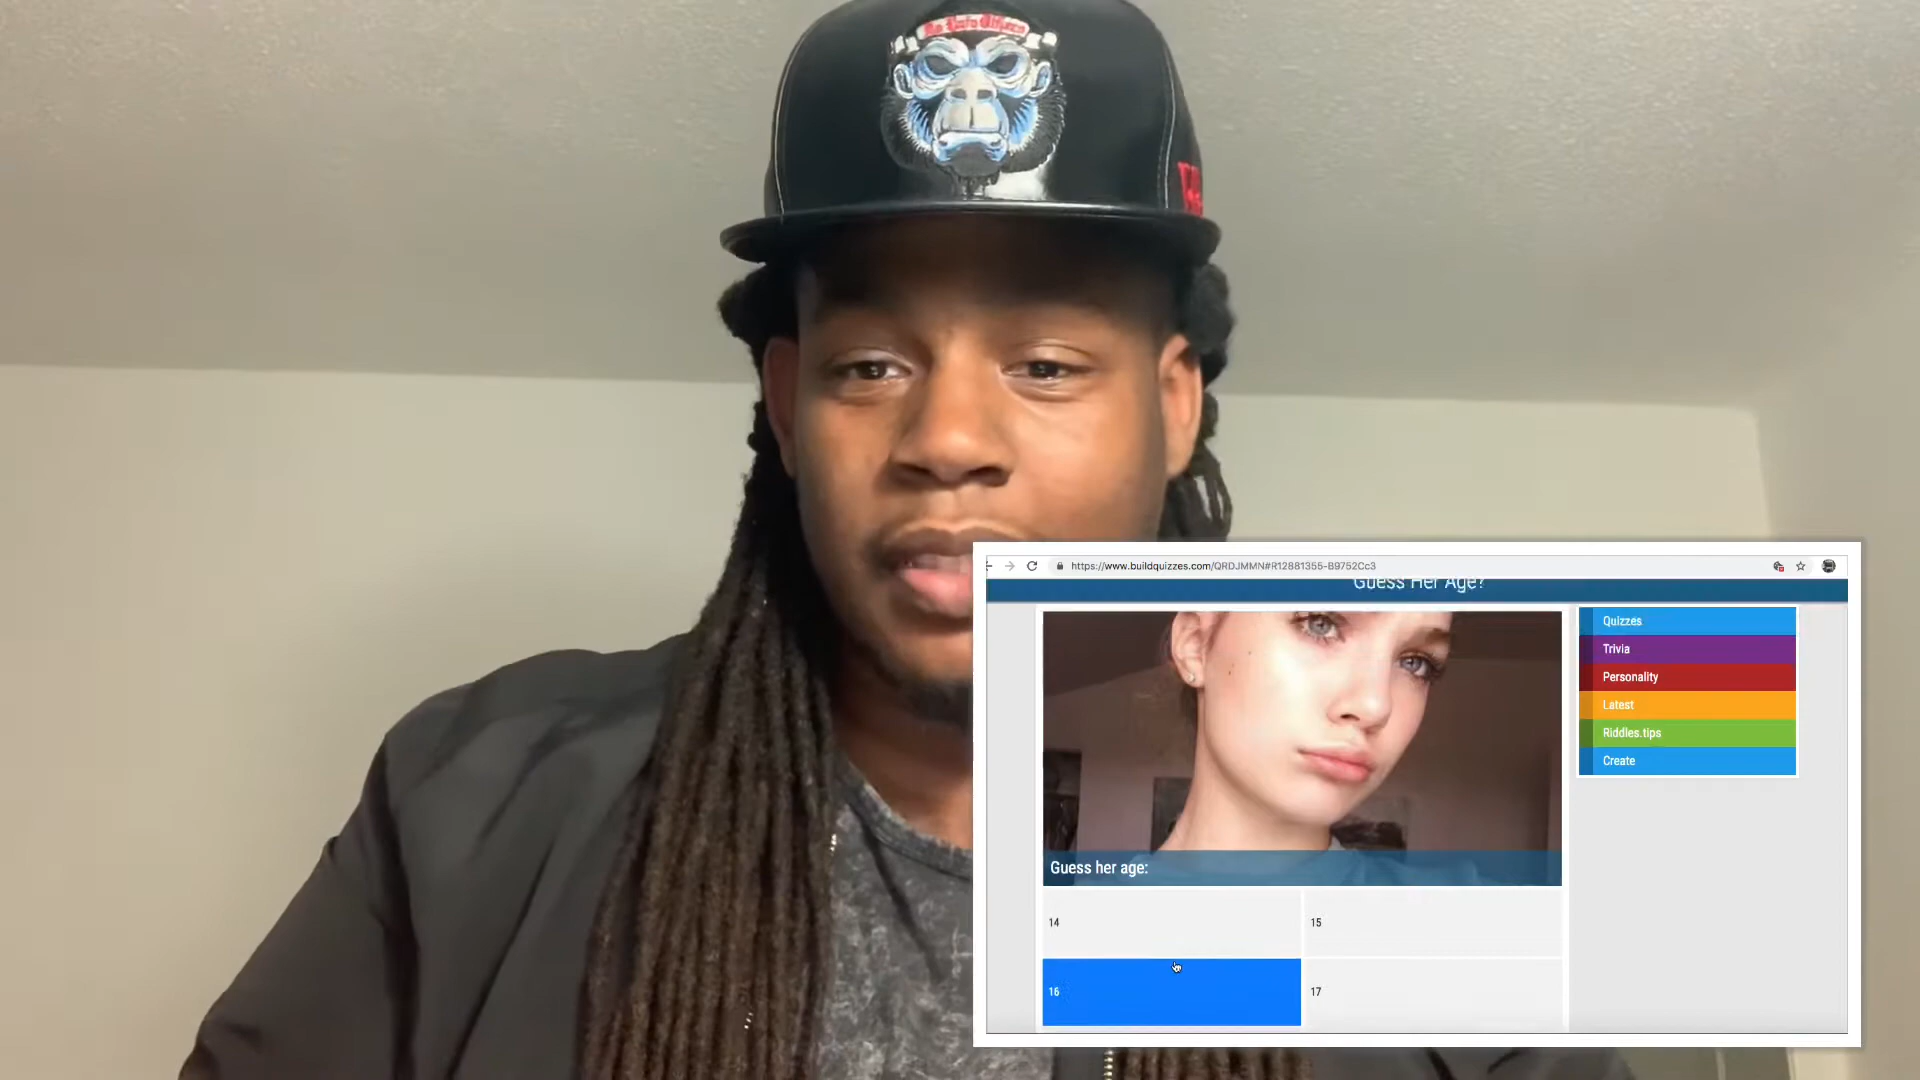 https://www.buildquizzes.com/QRDJMMN#R12881355-B9752Cc3
Guess Her Age?
Quizzes
Trivia
Personality
Latest
Riddles.tips
Create
Guess her age:
14
15
16
17